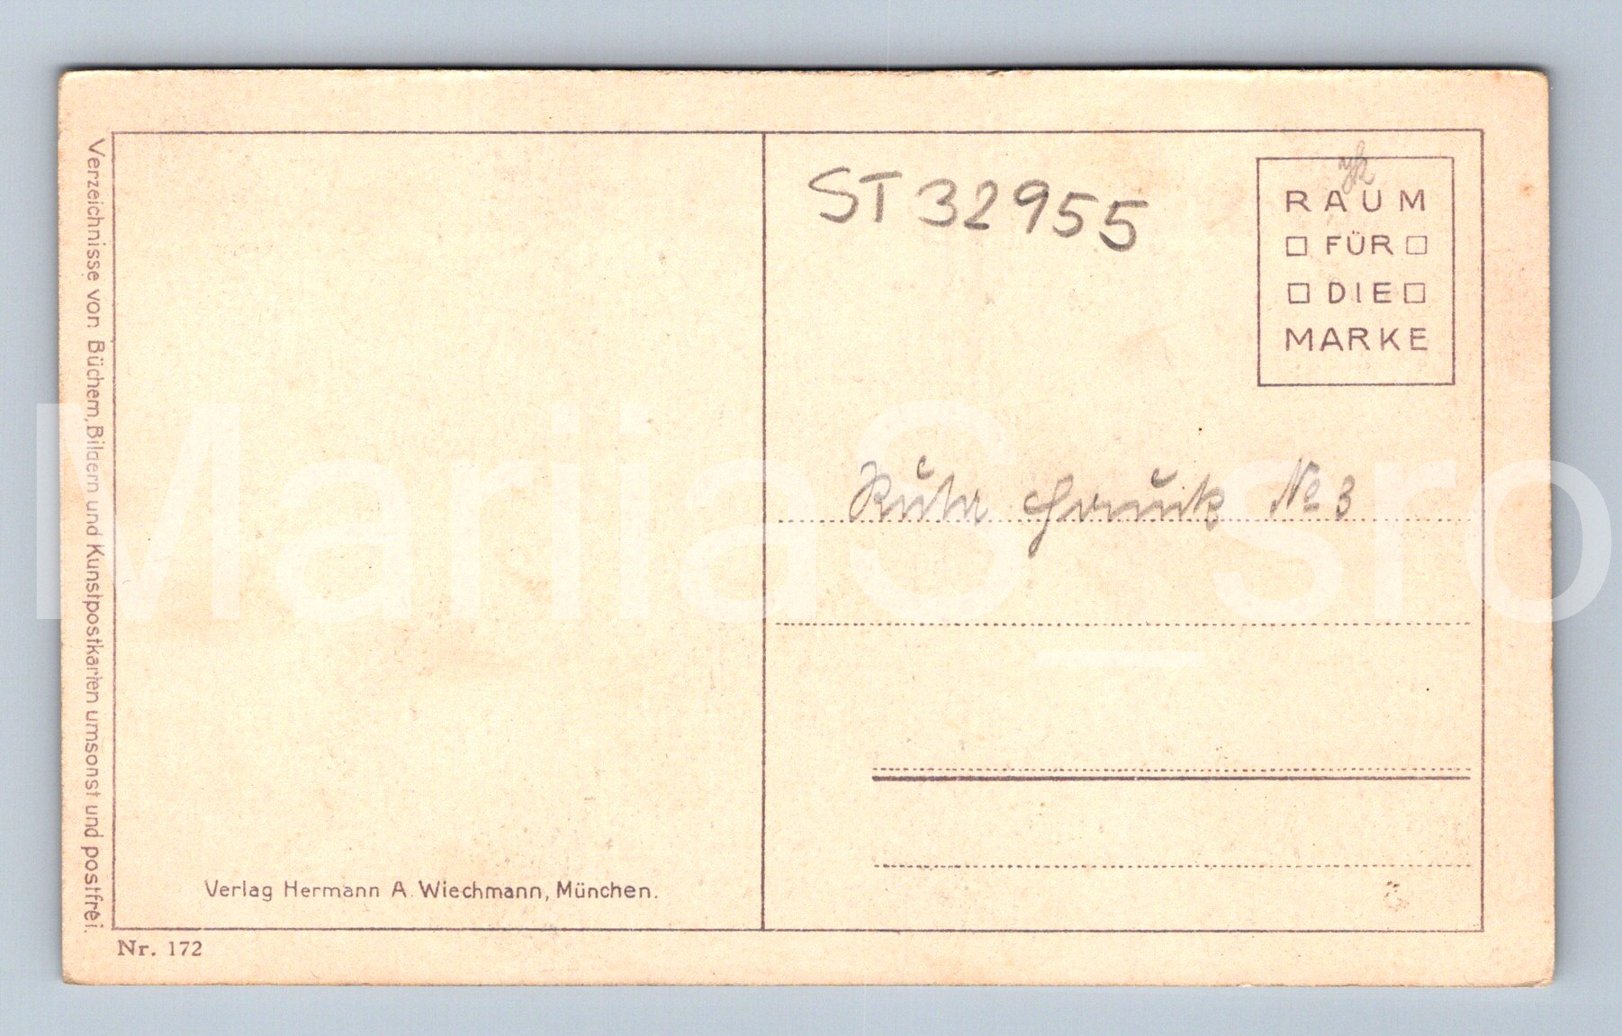 Verzeichnisse von Büchern, Bildern und Kunstpostkarten umsonst und postfrei.
ST 32955
RAUM
FÜR
DIE
MARKE
MariiaS_sro
№ 3
Verlag Hermann A. Wiechmann, München.
Nr. 172